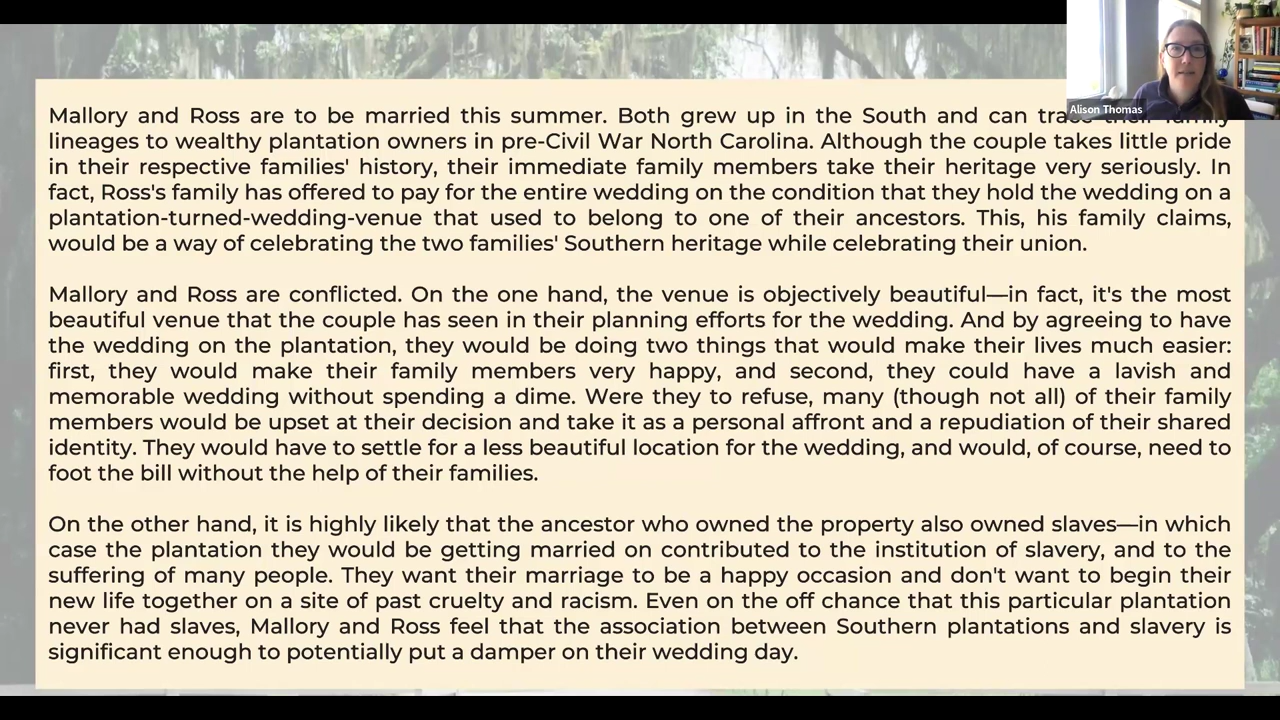 Alison Thomas
Mallory and Ross are to be married this summer. Both grew up in the South and can trace their family
lineages to wealthy plantation owners in pre-Civil War North Carolina. Although the couple takes little pride
in their respective families' history, their immediate family members take their heritage very seriously. In
fact, Ross's family has offered to pay for the entire wedding on the condition that they hold the wedding on a
plantation-turned-wedding-venue that used to belong to one of their ancestors. This, his family claims,
would be a way of celebrating the two families' Southern heritage while celebrating their union.
Mallory and Ross are conflicted. On the one hand, the venue is objectively beautiful—in fact, it's the most
beautiful venue that the couple has seen in their planning efforts for the wedding. And by agreeing to have
the wedding on the plantation, they would be doing two things that would make their lives much easier:
first, they would make their family members very happy, and second, they could have a lavish and
memorable wedding without spending a dime. Were they to refuse, many (though not all) of their family
members would be upset at their decision and take it as a personal affront and a repudiation of their shared
identity. They would have to settle for a less beautiful location for the wedding, and would, of course, need to
foot the bill without the help of their families.
On the other hand, it is highly likely that the ancestor who owned the property also owned slaves—in which
case the plantation they would be getting married on contributed to the institution of slavery, and to the
suffering of many people. They want their marriage to be a happy occasion and don't want to begin their
new life together on a site of past cruelty and racism. Even on the off chance that this particular plantation
never had slaves, Mallory and Ross feel that the association between Southern plantations and slavery is
significant enough to potentially put a damper on their wedding day.